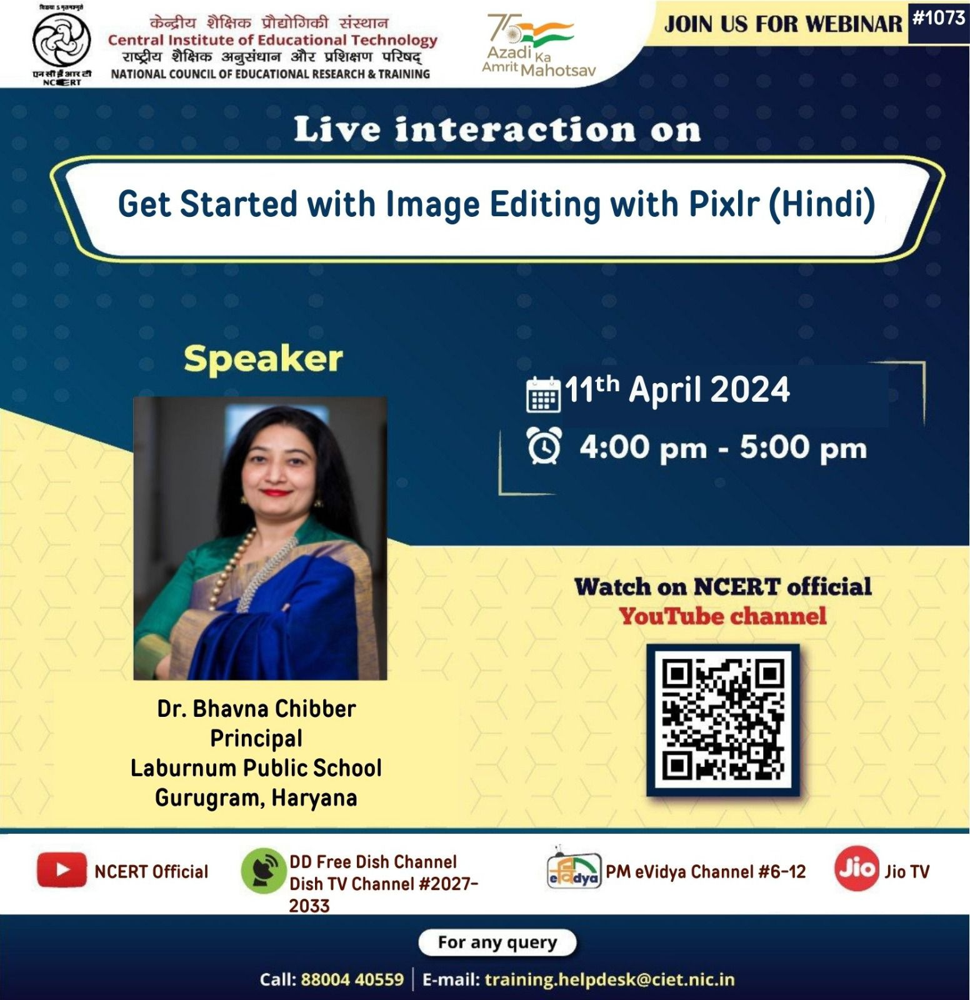 विद्यया ऽ मृतमश्नुते
एन सी ई आर टी
NCERT
केन्द्रीय शैक्षिक प्रौद्योगिकी संस्थान
Central Institute of Educational Technology
राष्ट्रीय शैक्षिक अनुसंधान और प्रशिक्षण परिषद्
NATIONAL COUNCIL OF EDUCATIONAL RESEARCH & TRAINING
75
Azadi Ka
Amrit Mahotsav
JOIN US FOR WEBINAR #1073
Live interaction on
Get Started with Image Editing with Pixlr (Hindi)
Speaker
11th April 2024
4:00 pm - 5:00 pm
Dr. Bhavna Chibber
Principal
Laburnum Public School
Gurugram, Haryana
Watch on NCERT official
YouTube channel
NCERT Official
DD Free Dish Channel
Dish TV Channel #2027-
2033
eविdya
PM eVidya Channel #6-12
Jio
Jio TV
For any query
Call: 88004 40559 | E-mail: training.helpdesk@ciet.nic.in